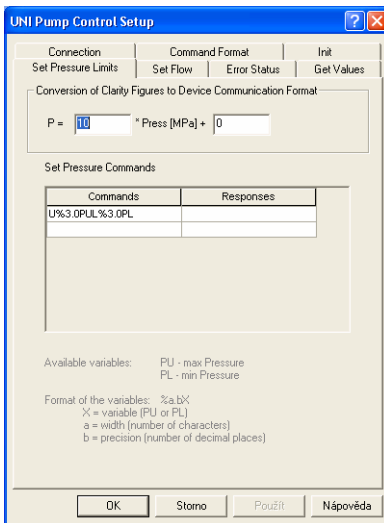 UNI Pump Control Setup
Connection Command Format Init
Set Pressure Limits Set Flow Error Status Get Values
Conversion of Clarity Figures to Device Communication Format
P = 10 * Press [MPa] + 0
Set Pressure Commands
Commands Responses
U%3.0PUL%3.0PL
Available variables: PU - max Pressure
PL - min Pressure
Format of the variables: %a.bX
X = variable (PU or PL)
a = width (number of characters)
b = precision (number of decimal places)
OK Storno Použít Nápověda